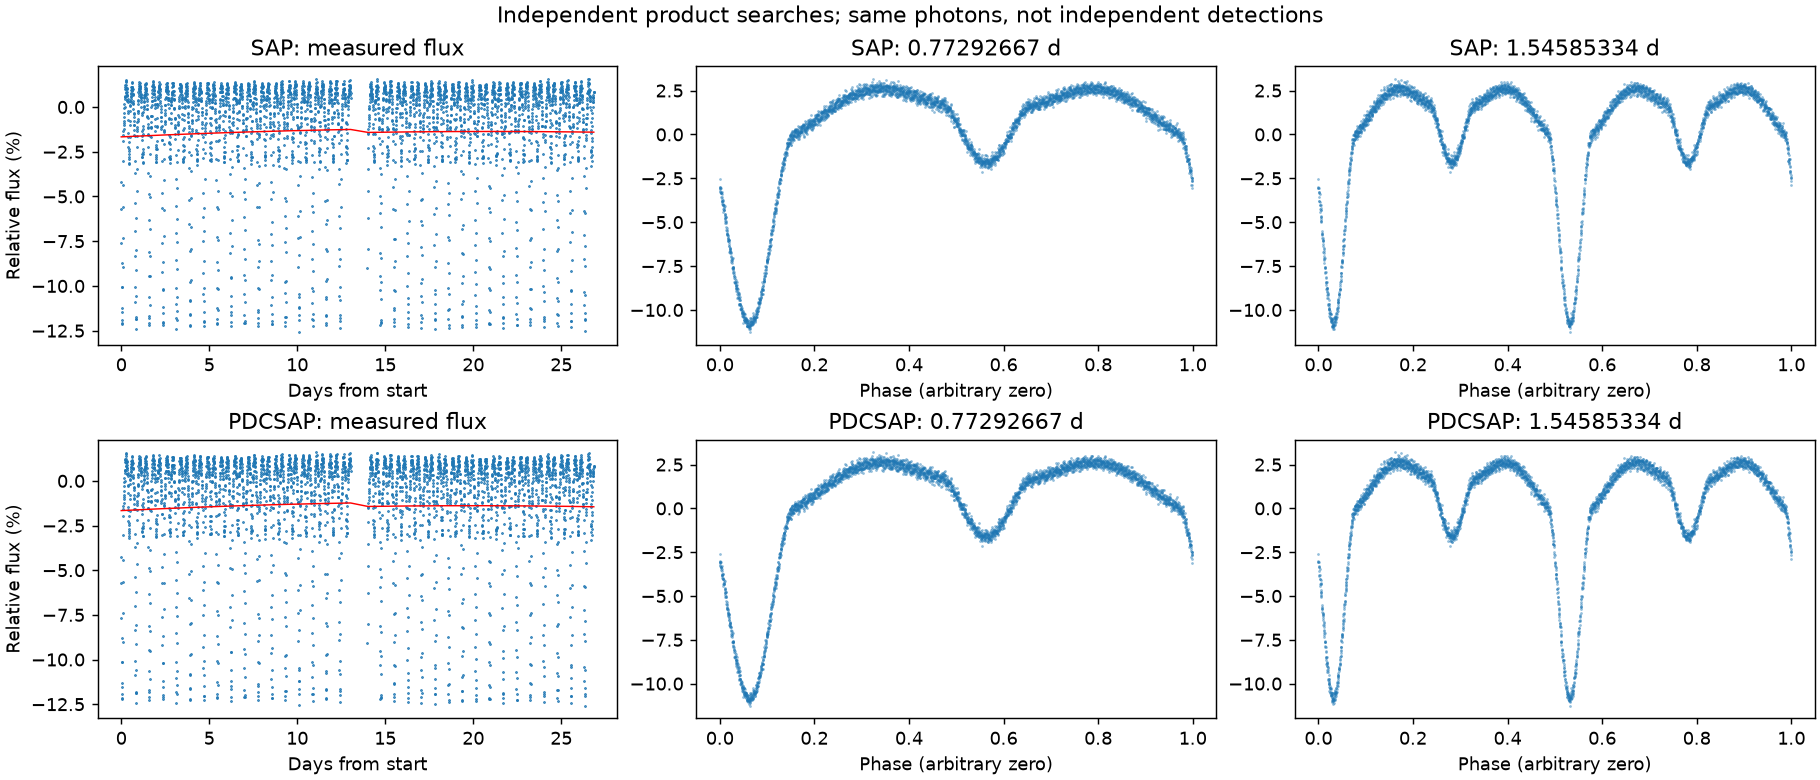 Independent product searches; same photons, not independent detections
SAP: measured flux
SAP: 0.77292667 d
SAP: 1.54585334 d
Relative flux (%)
0.0
−2.5
−5.0
−7.5
−10.0
−12.5
0 5 10 15 20 25
Days from start
2.5
0.0
−2.5
−5.0
−7.5
−10.0
0.0 0.2 0.4 0.6 0.8 1.0
Phase (arbitrary zero)
2.5
0.0
−2.5
−5.0
−7.5
−10.0
0.0 0.2 0.4 0.6 0.8 1.0
Phase (arbitrary zero)
PDCSAP: measured flux
PDCSAP: 0.77292667 d
PDCSAP: 1.54585334 d
Relative flux (%)
0.0
−2.5
−5.0
−7.5
−10.0
−12.5
0 5 10 15 20 25
Days from start
2.5
0.0
−2.5
−5.0
−7.5
−10.0
0.0 0.2 0.4 0.6 0.8 1.0
Phase (arbitrary zero)
2.5
0.0
−2.5
−5.0
−7.5
−10.0
0.0 0.2 0.4 0.6 0.8 1.0
Phase (arbitrary zero)